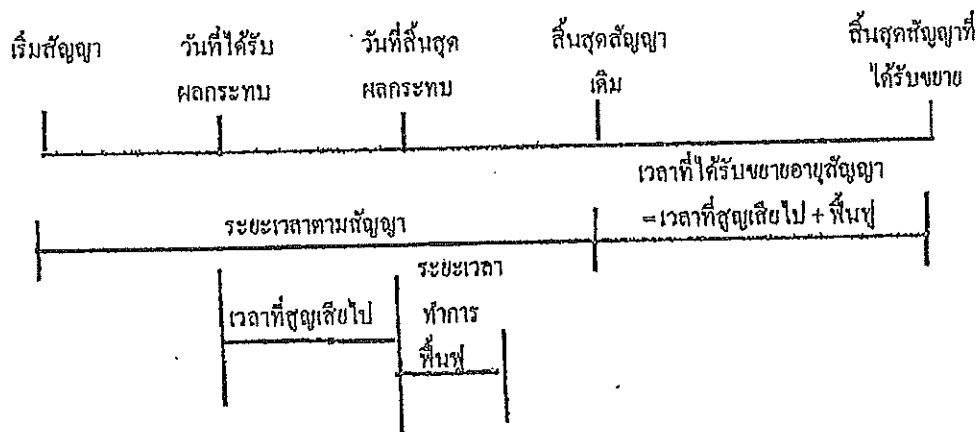 เริ่มสัญญา
วันที่ได้รับ
ผลกระทบ
วันที่สิ้นสุด
ผลกระทบ
สิ้นสุดสัญญา
เดิม
สิ้นสุดสัญญาที่
ได้รับขยาย
เวลาที่ได้รับขยายอายุสัญญา
=เวลาที่สูญเสียไป + ฟื้นฟู
ระยะเวลาตามสัญญา
เวลาที่สูญเสียไป
ระยะเวลา
ทำการ
ฟื้นฟู